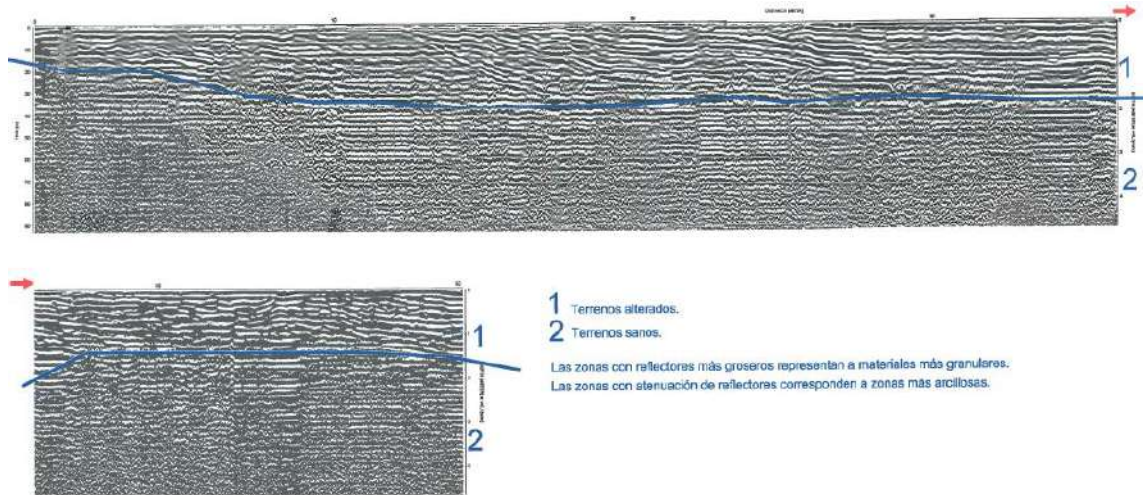 1
2
1
2
1 Terrenos alterados.
2 Terrenos sanos.
Las zonas con reflectores más groseros representan a materiales más granulares.
Las zonas con atenuación de reflectores corresponden a zonas más arcillosas.